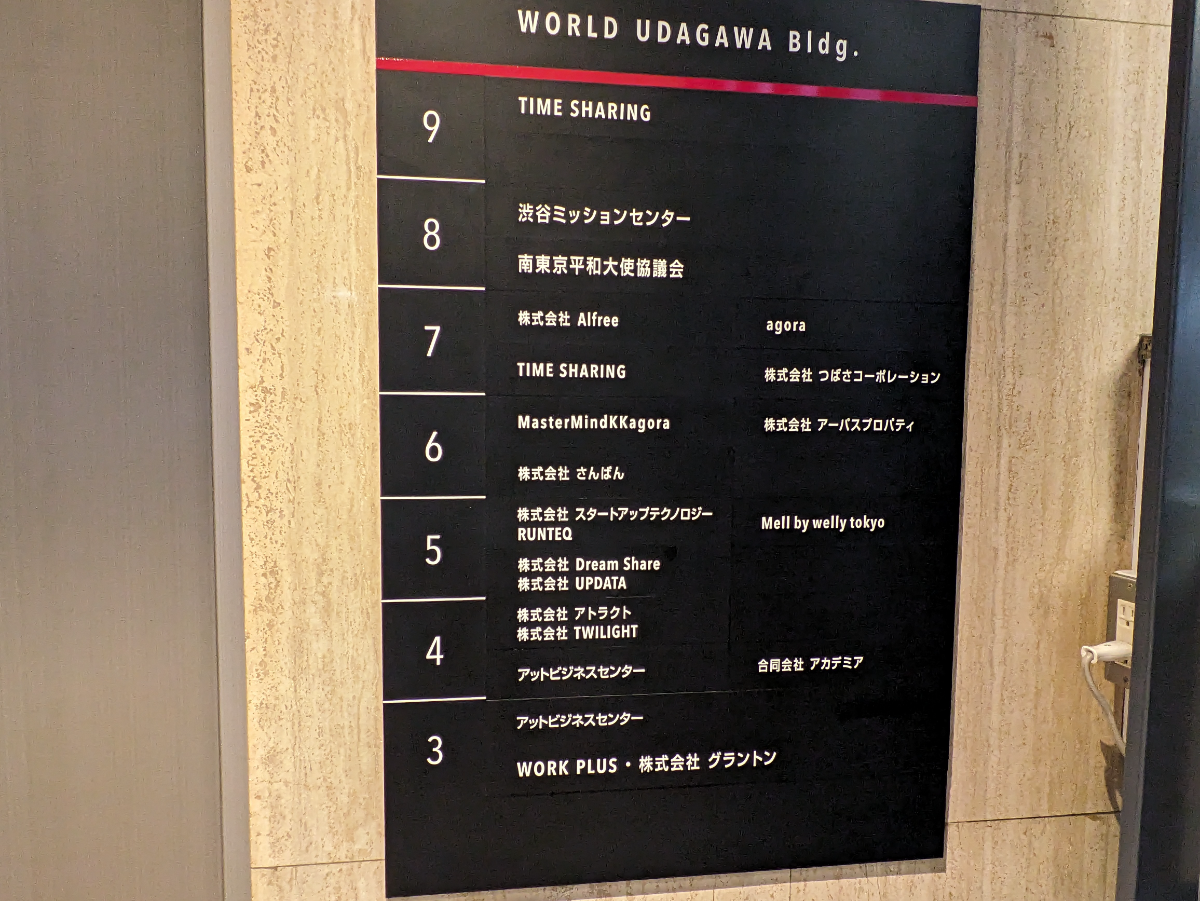 WORLD UDAGAWA Bldg.
9
TIME SHARING
8
渋谷ミッションセンター
南東京平和大使協議会
7
株式会社 Alfree
agora
TIME SHARING
株式会社 つばさコーポレーション
6
MasterMindKKagora
株式会社 アーバスプロパティ
株式会社 さんぱん
5
株式会社 スタートアップテクノロジー
RUNTEQ
Mell by welly tokyo
株式会社 Dream Share
株式会社 UPDATA
4
株式会社 アトラクト
株式会社 TWILIGHT
アットビジネスセンター
合同会社 アカデミア
3
アットビジネスセンター
WORK PLUS・株式会社 グラントン